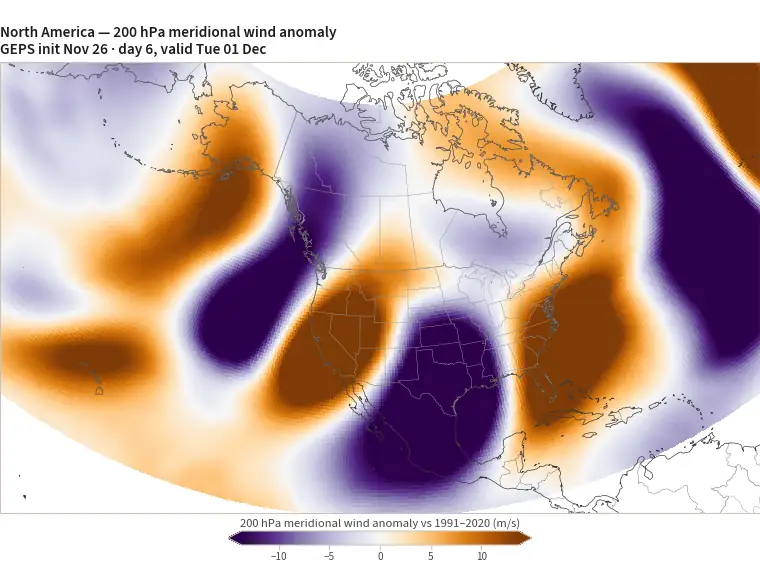 North America — 200 hPa meridional wind anomaly
GEPS init Nov 26 · day 6, valid Tue 01 Dec
200 hPa meridional wind anomaly vs 1991–2020 (m/s)
−10 −5 0 5 10